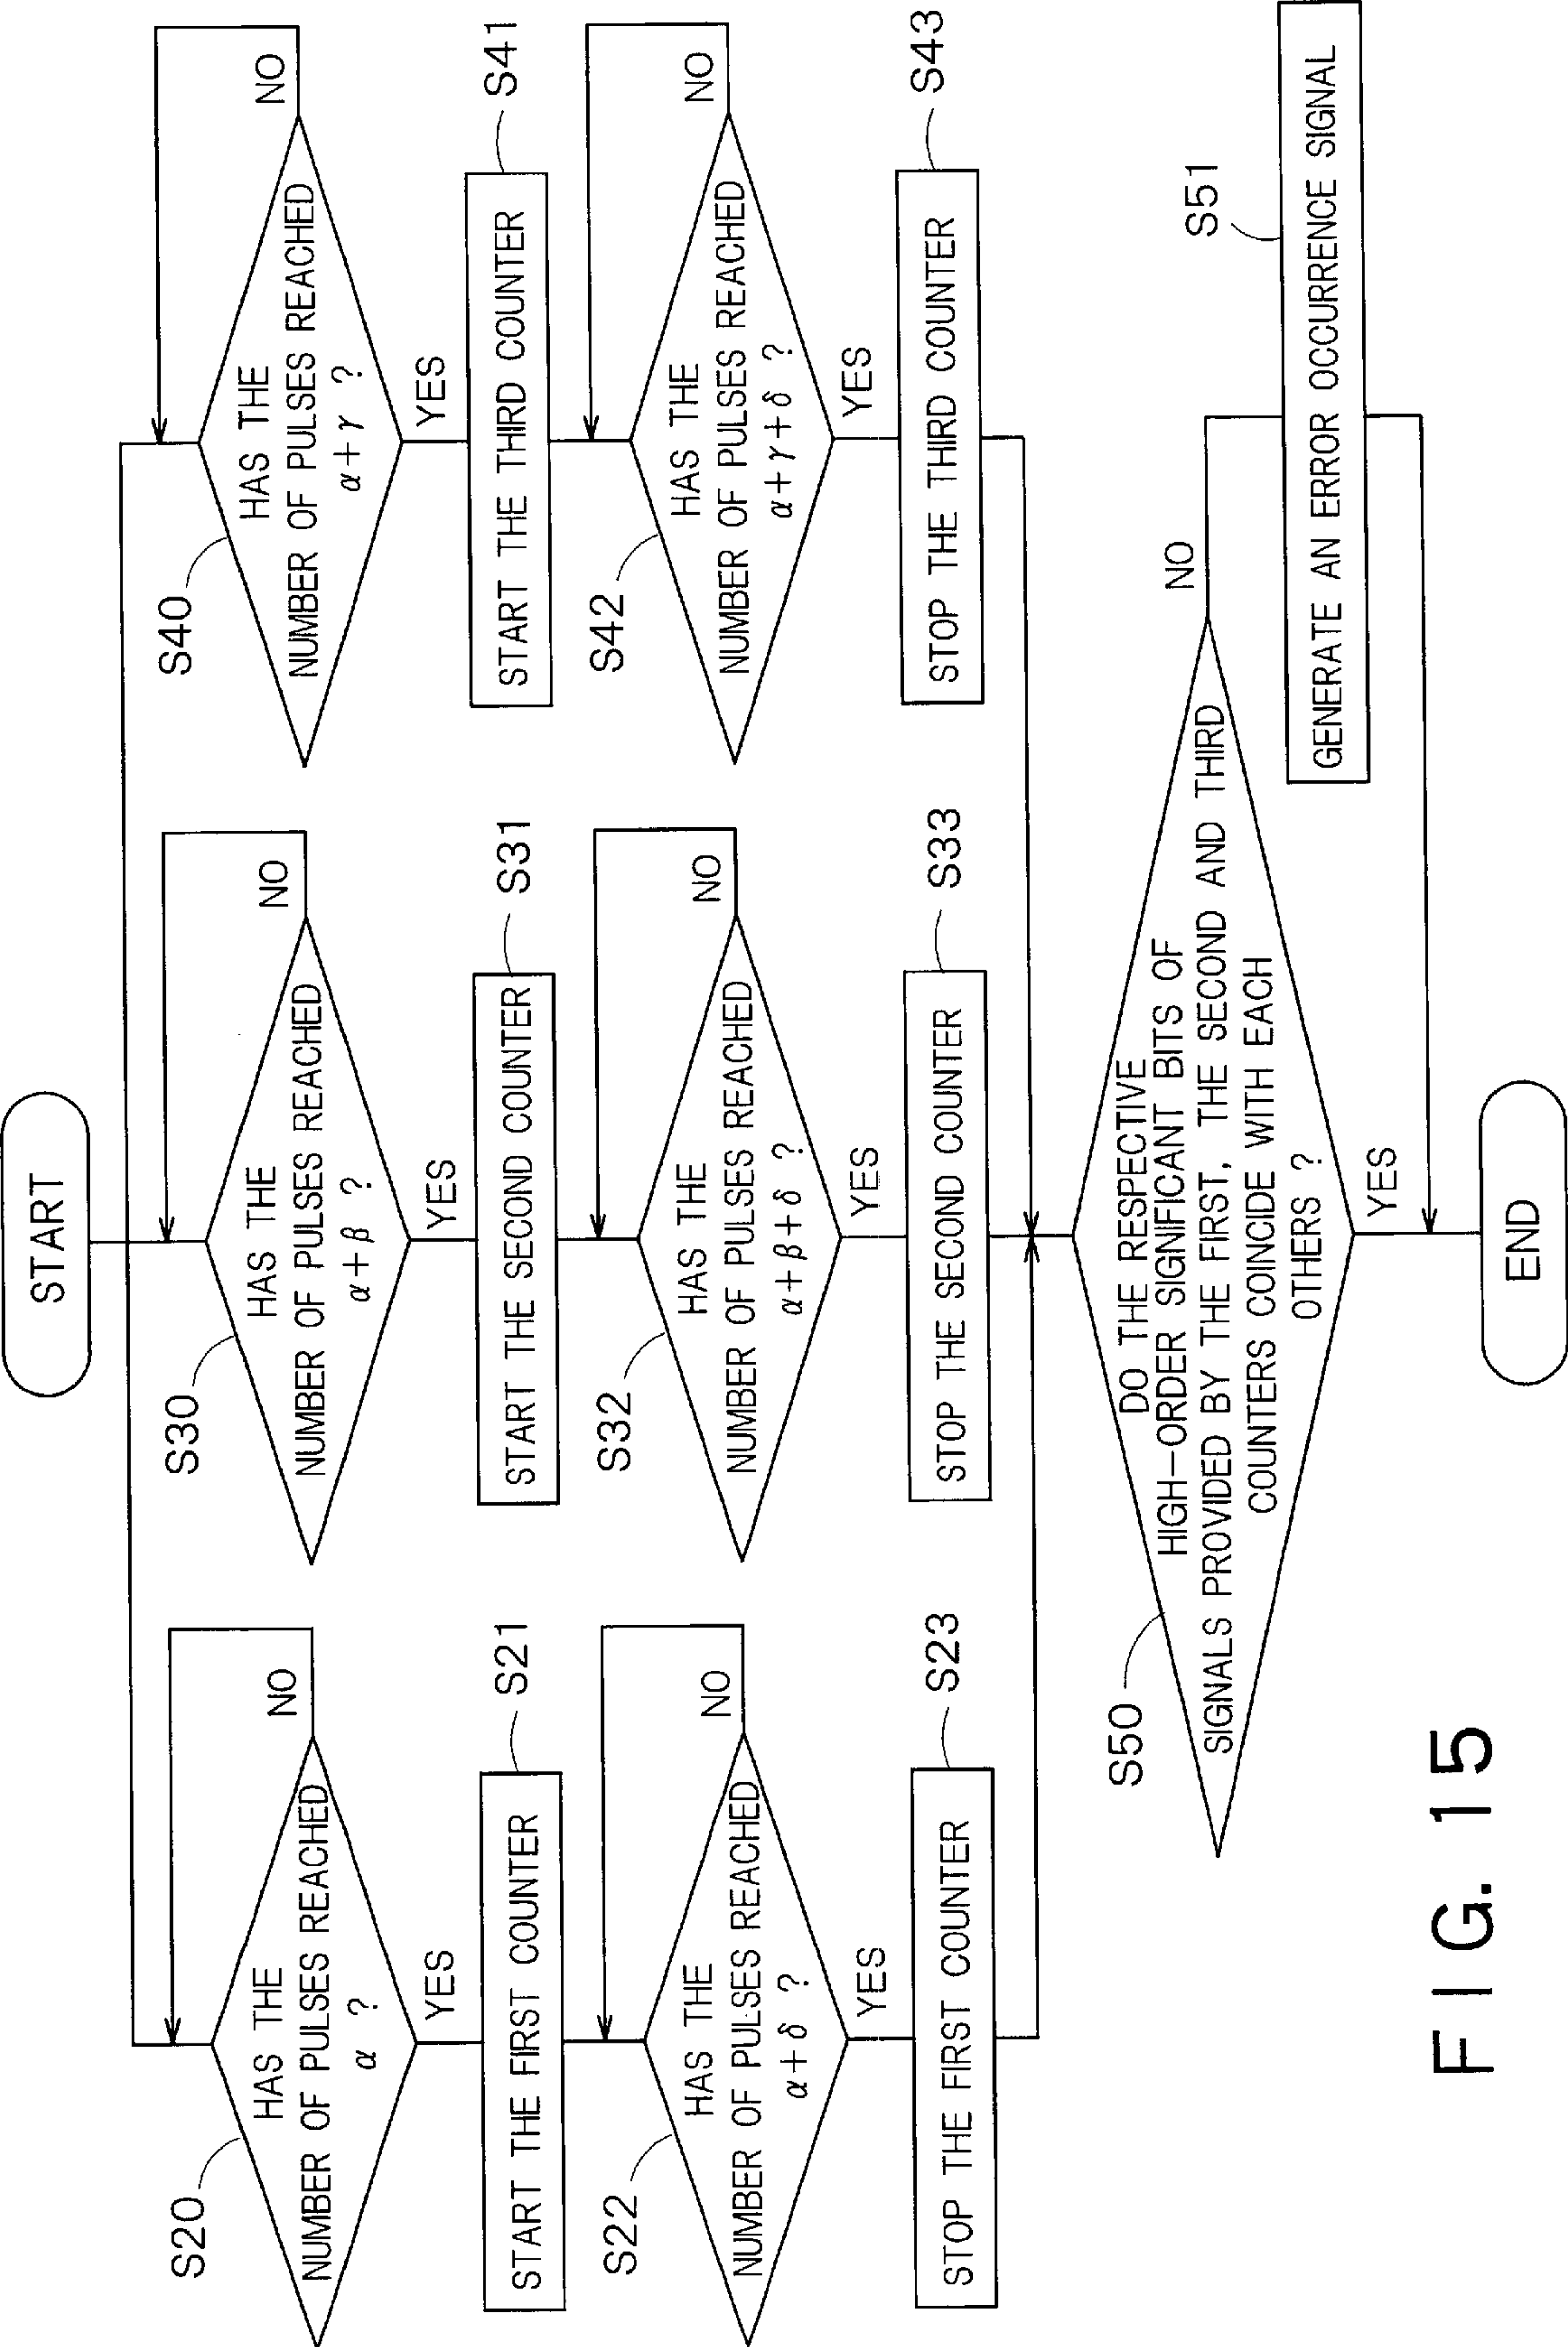 START
S20
HAS THE
NUMBER OF PULSES REACHED
α ?
NO
YES
S21
START THE FIRST COUNTER
S22
HAS THE
NUMBER OF PULSES REACHED
α+δ ?
NO
YES
S23
STOP THE FIRST COUNTER
S30
HAS THE
NUMBER OF PULSES REACHED
α+β ?
NO
YES
S31
START THE SECOND COUNTER
S32
HAS THE
NUMBER OF PULSES REACHED
α+β+δ ?
NO
YES
S33
STOP THE SECOND COUNTER
S40
HAS THE
NUMBER OF PULSES REACHED
α+γ ?
NO
YES
S41
START THE THIRD COUNTER
S42
HAS THE
NUMBER OF PULSES REACHED
α+γ+δ ?
NO
YES
S43
STOP THE THIRD COUNTER
S50
DO THE RESPECTIVE
HIGH-ORDER SIGNIFICANT BITS OF
SIGNALS PROVIDED BY THE FIRST, THE SECOND AND THIRD
COUNTERS COINCIDE WITH EACH
OTHERS ?
NO
YES
S51
GENERATE AN ERROR OCCURRENCE SIGNAL
END
FIG. 15